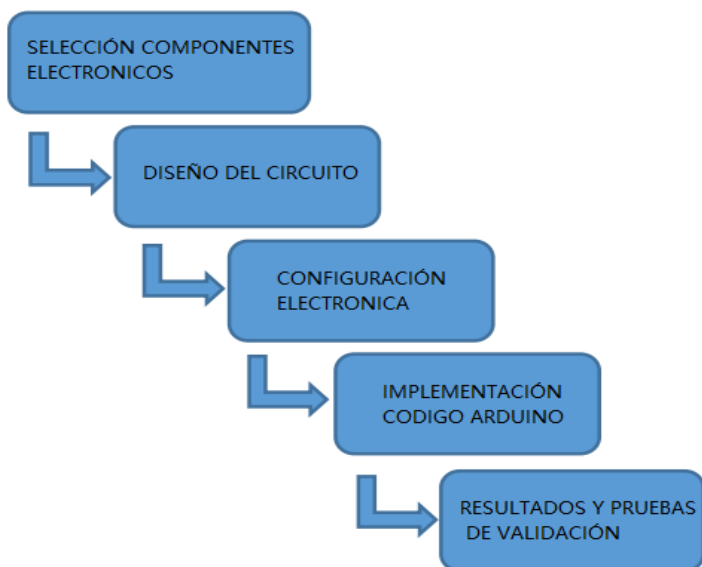 SELECCIÓN COMPONENTES
ELECTRONICOS
DISEÑO DEL CIRCUITO
CONFIGURACIÓN
ELECTRONICA
IMPLEMENTACIÓN
CODIGO ARDUINO
RESULTADOS Y PRUEBAS
DE VALIDACIÓN